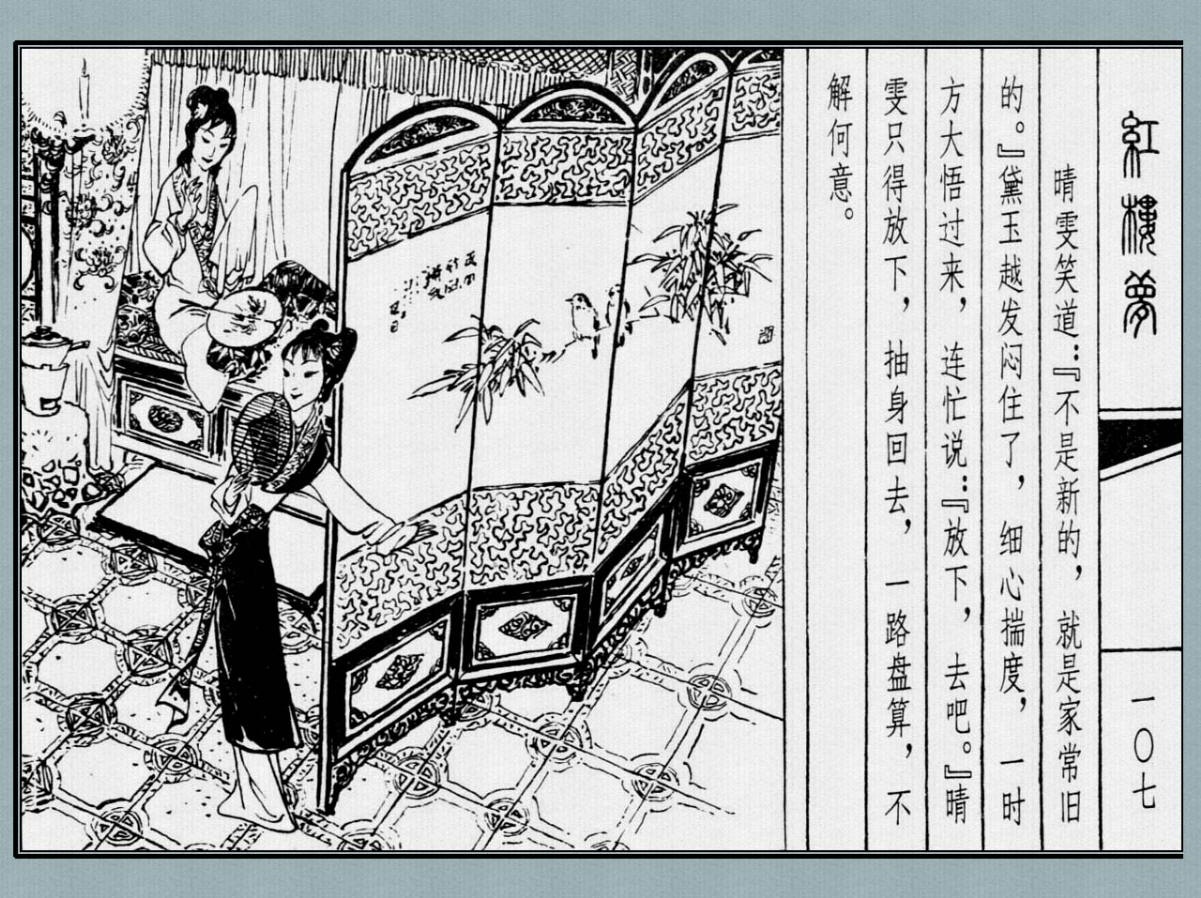 红楼梦
一〇七
晴雯笑道：『不是新的，就是家常旧
的。』黛玉越发闷住了，细心揣度，一时
方大悟过来，连忙说：『放下，去吧。』晴
雯只得放下，抽身回去，一路盘算，不
解何意。